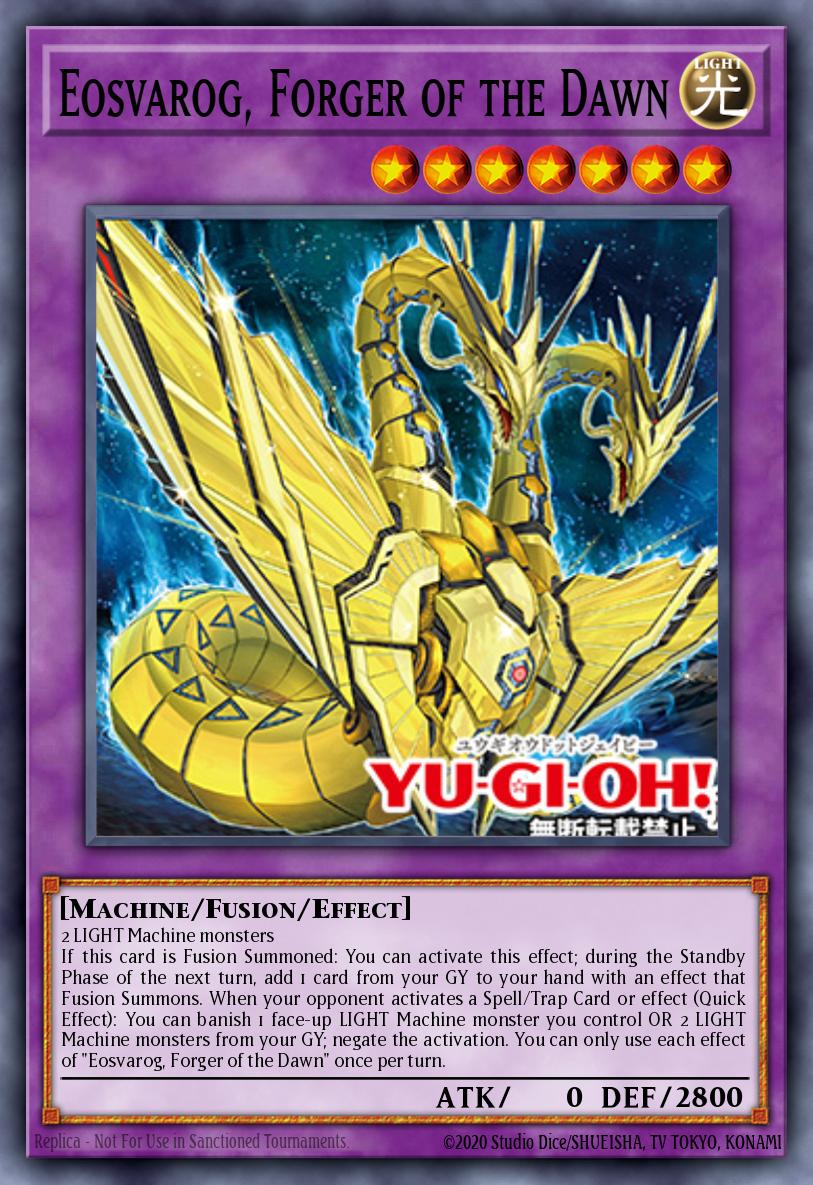 Eosvarog, Forger of the Dawn
LIGHT
光
ユウギオウドットジェイピー
YU-GI-OH!
無断転載禁止
[Machine/Fusion/Effect]
2 LIGHT Machine monsters
If this card is Fusion Summoned: You can activate this effect; during the Standby
Phase of the next turn, add 1 card from your GY to your hand with an effect that
Fusion Summons. When your opponent activates a Spell/Trap Card or effect (Quick
Effect): You can banish 1 face-up LIGHT Machine monster you control OR 2 LIGHT
Machine monsters from your GY; negate the activation. You can only use each effect
of "Eosvarog, Forger of the Dawn" once per turn.
ATK/ 0 DEF/2800
Replica - Not For Use in Sanctioned Tournaments.
©2020 Studio Dice/SHUEISHA, TV TOKYO, KONAMI